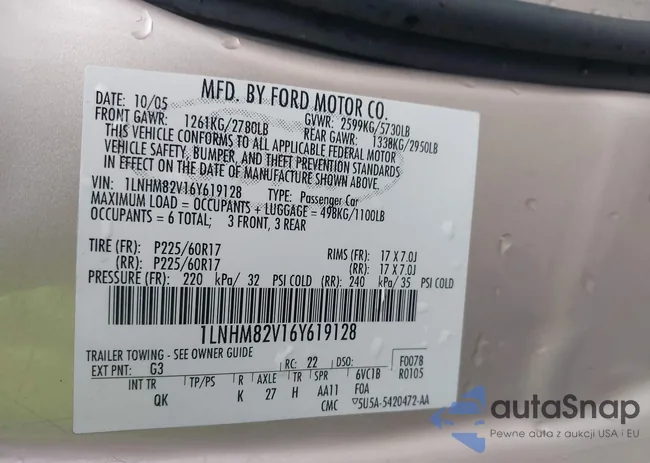 MFD. BY FORD MOTOR CO.
DATE: 10/05 GVWR: 2599KG/5730LB
FRONT GAWR: 1261KG/2780LB REAR GAWR: 1338KG/2950LB
THIS VEHICLE CONFORMS TO ALL APPLICABLE FEDERAL MOTOR
VEHICLE SAFETY, BUMPER, AND THEFT PREVENTION STANDARDS
IN EFFECT ON THE DATE OF MANUFACTURE SHOWN ABOVE.
VIN: 1LNHM82V16Y619128 TYPE: Passenger Car
MAXIMUM LOAD = OCCUPANTS + LUGGAGE = 498KG/1100LB
OCCUPANTS = 6 TOTAL; 3 FRONT, 3 REAR
TIRE (FR): P225/60R17 RIMS (FR): 17 X 7.0J
(RR): P225/60R17 (RR): 17 X 7.0J
PRESSURE (FR): 220 kPa/ 32 PSI COLD (RR): 240 kPa/ 35 PSI COLD
1LNHM82V16Y619128
TRAILER TOWING - SEE OWNER GUIDE F0078
EXT PNT: G3 RC: 22 DSO: R0105
INT TR TP/PS R AXLE TR SPR 6VC1B
QK K 27 H AA11 FOA
CMC ▽5U5A-5420472-AA
autaSnap
Pewne auta z aukcji USA i EU